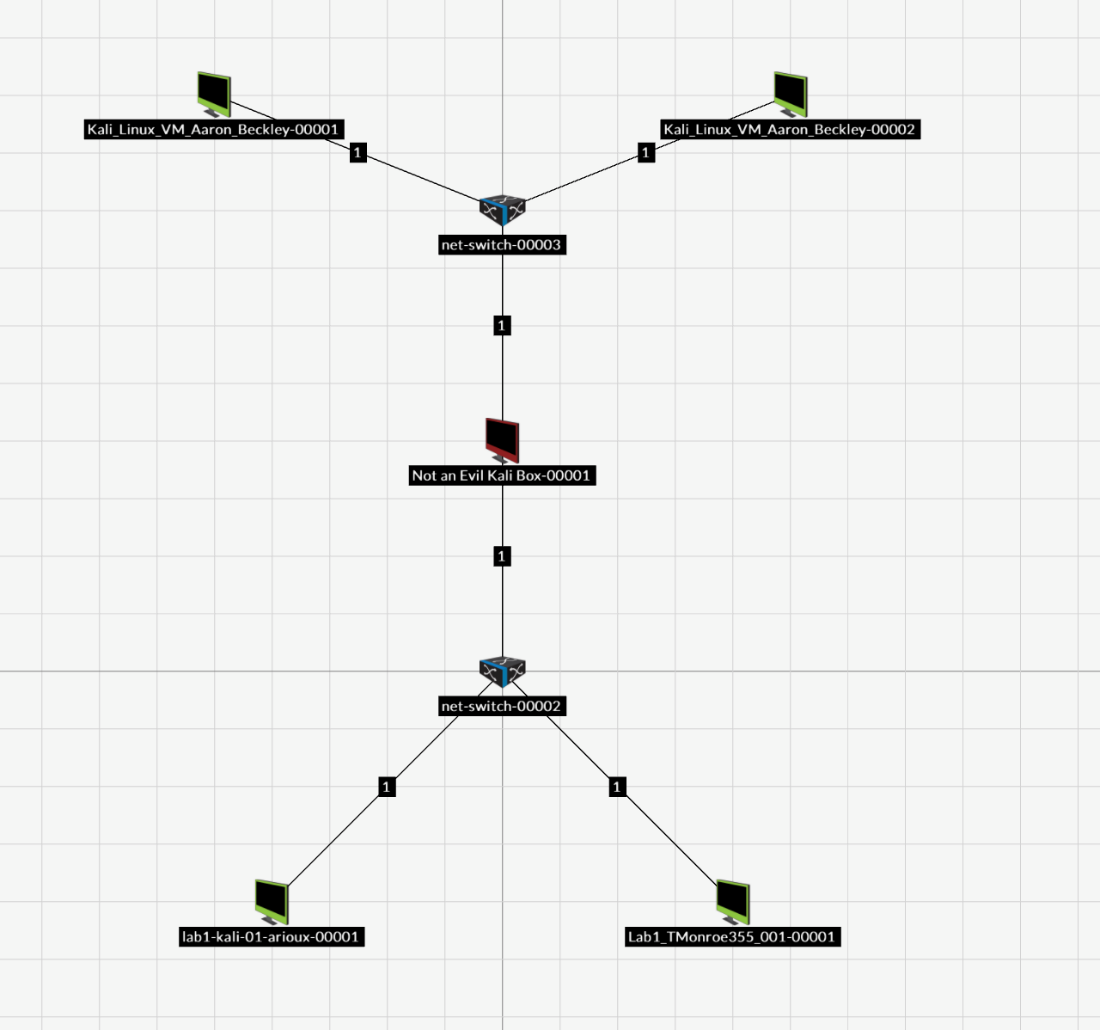 Kali_Linux_VM_Aaron_Beckley-00001
Kali_Linux_VM_Aaron_Beckley-00002
1
1
net-switch-00003
1
Not an Evil Kali Box-00001
1
net-switch-00002
1
1
lab1-kali-01-arioux-00001
Lab1_TMonroe355_001-00001